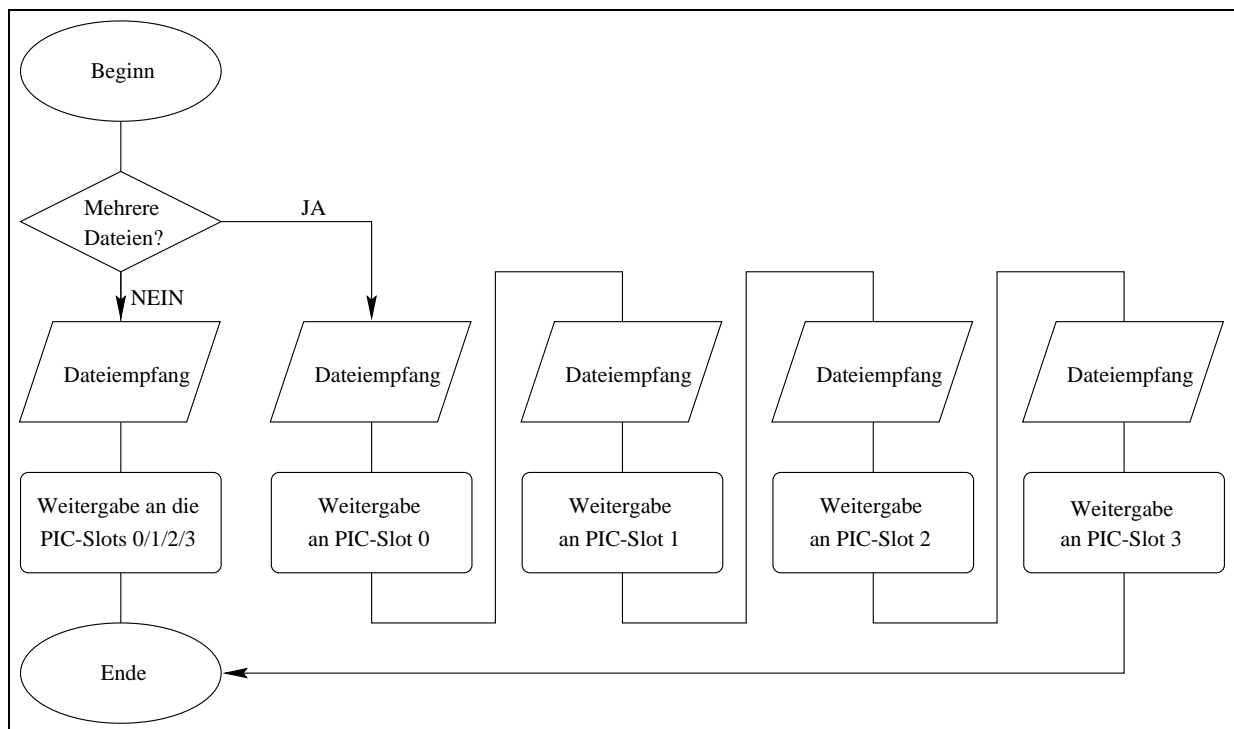 Beginn
Mehrere
Dateien?
JA
NEIN
Dateiempfang
Dateiempfang
Dateiempfang
Dateiempfang
Dateiempfang
Weitergabe an die
PIC-Slots 0/1/2/3
Weitergabe
an PIC-Slot 0
Weitergabe
an PIC-Slot 1
Weitergabe
an PIC-Slot 2
Weitergabe
an PIC-Slot 3
Ende